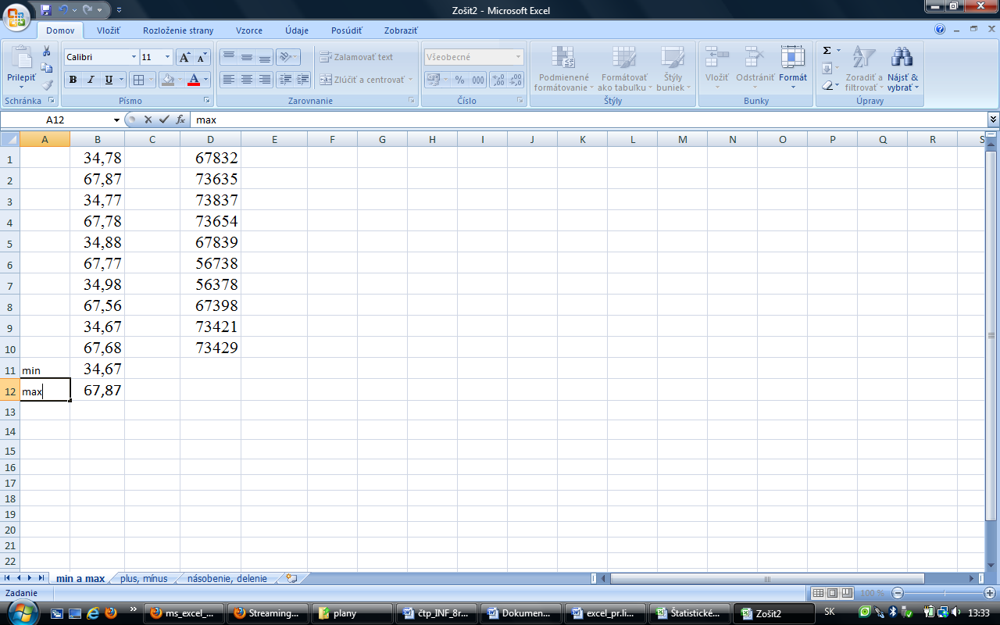 Zošit2 - Microsoft Excel
Domov Vložiť Rozloženie strany Vzorce Údaje Posúdiť Zobraziť
Prilepiť
Schránka
Calibri 11
B I U
Písmo
Zalamovať text
Zlúčiť a centrovať
Zarovnanie
Všeobecné
% 000 ,00 ,0
Číslo
Podmienené formátovanie
Formátovať ako tabuľku
Štýly buniek
Štýly
Vložiť Odstrániť Formát
Bunky
Σ
Zoradiť a filtrovať
Nájsť & vybrať
Úpravy
A12 fx max
A B C D E F G H I J K L M N O P Q R S
1 34,78 67832
2 67,87 73635
3 34,77 73837
4 67,78 73654
5 34,88 67839
6 67,77 56738
7 34,98 56378
8 67,56 67398
9 34,67 73421
10 67,68 73429
11 min 34,67
12 max 67,87
13
14
15
16
17
18
19
20
21
22
min a max plus, mínus násobenie, delenie
Zadanie 100 %
ms_excel_... Streaming... plany čtp_INF_8r... Dokumen... excel_pr.li... Štatistické... Zošit2 SK 13:33